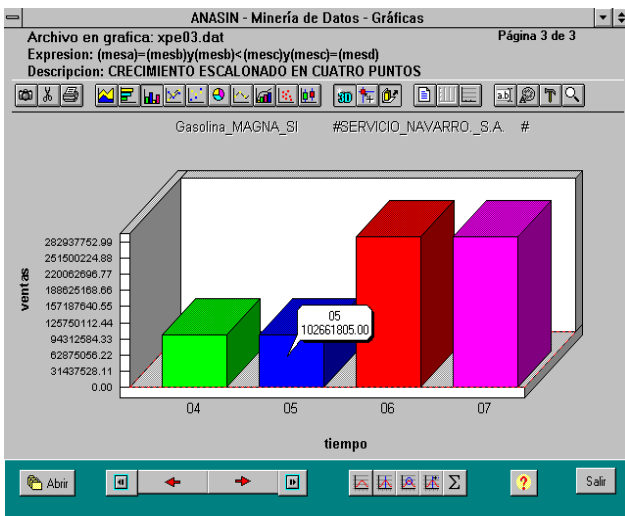 ANASIN - Minería de Datos - Gráficas
Archivo en grafica: xpe03.dat Página 3 de 3
Expresion: (mesa)=(mesb)y(mesb)<(mesc)y(mesc)=(mesd)
Descripcion: CRECIMIENTO ESCALONADO EN CUATRO PUNTOS
3D a.b
Gasolina_MAGNA_SI #SERVICIO_NAVARRO._S.A. #
ventas
282937752.99
251500224.88
220062696.77
188625168.66
157187640.55
125750112.44
94312584.33
62875056.22
31437528.11
0.00
05
102661805.00
04 05 06 07
tiempo
Abrir Σ ? Salir